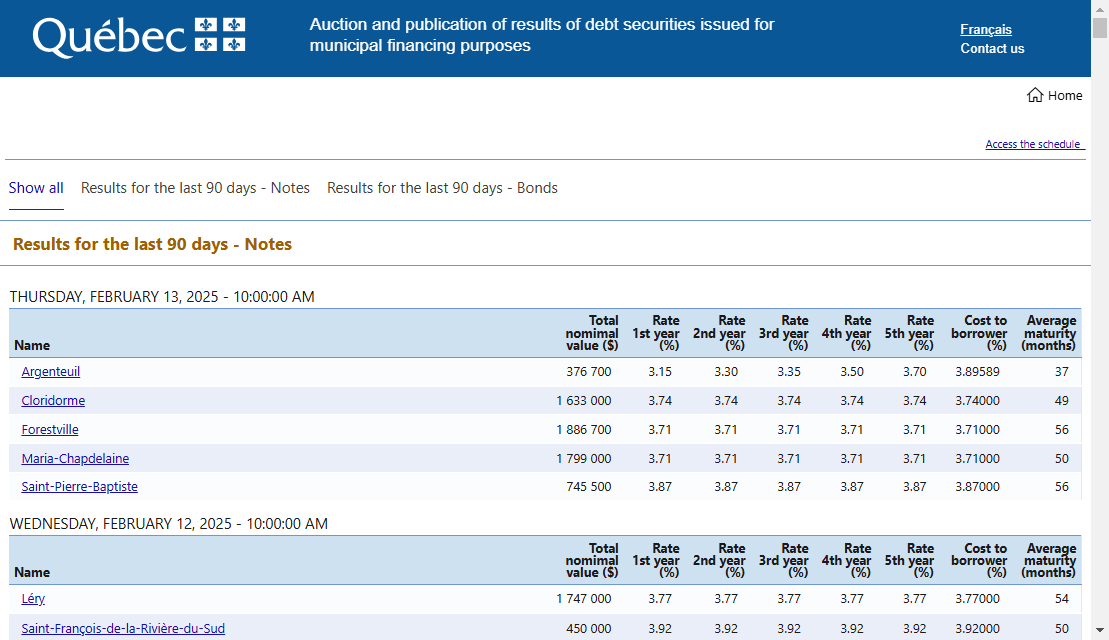 Québec
Auction and publication of results of debt securities issued for
municipal financing purposes
Français
Contact us
Home
Access the schedule
Show all Results for the last 90 days - Notes Results for the last 90 days - Bonds
Results for the last 90 days - Notes
THURSDAY, FEBRUARY 13, 2025 - 10:00:00 AM
Name Total nomimal value ($) Rate 1st year (%) Rate 2nd year (%) Rate 3rd year (%) Rate 4th year (%) Rate 5th year (%) Cost to borrower (%) Average maturity (months)
Argenteuil 376 700 3.15 3.30 3.35 3.50 3.70 3.89589 37
Cloridorme 1 633 000 3.74 3.74 3.74 3.74 3.74 3.74000 49
Forestville 1 886 700 3.71 3.71 3.71 3.71 3.71 3.71000 56
Maria-Chapdelaine 1 799 000 3.71 3.71 3.71 3.71 3.71 3.71000 50
Saint-Pierre-Baptiste 745 500 3.87 3.87 3.87 3.87 3.87 3.87000 56
WEDNESDAY, FEBRUARY 12, 2025 - 10:00:00 AM
Name Total nomimal value ($) Rate 1st year (%) Rate 2nd year (%) Rate 3rd year (%) Rate 4th year (%) Rate 5th year (%) Cost to borrower (%) Average maturity (months)
Léry 1 747 000 3.77 3.77 3.77 3.77 3.77 3.77000 54
Saint-François-de-la-Rivière-du-Sud 450 000 3.92 3.92 3.92 3.92 3.92 3.92000 50